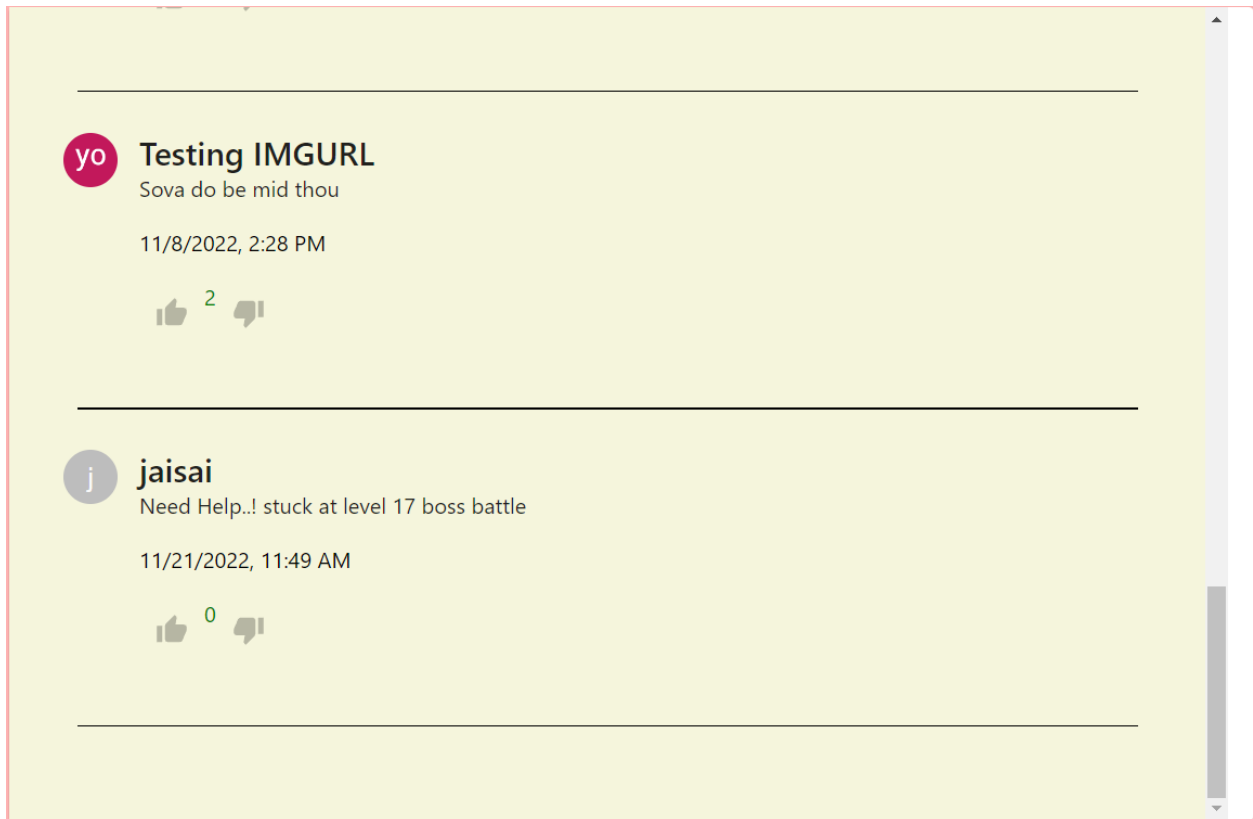 yo
Testing IMGURL
Sova do be mid thou
11/8/2022, 2:28 PM
2
j
jaisai
Need Help..! stuck at level 17 boss battle
11/21/2022, 11:49 AM
0